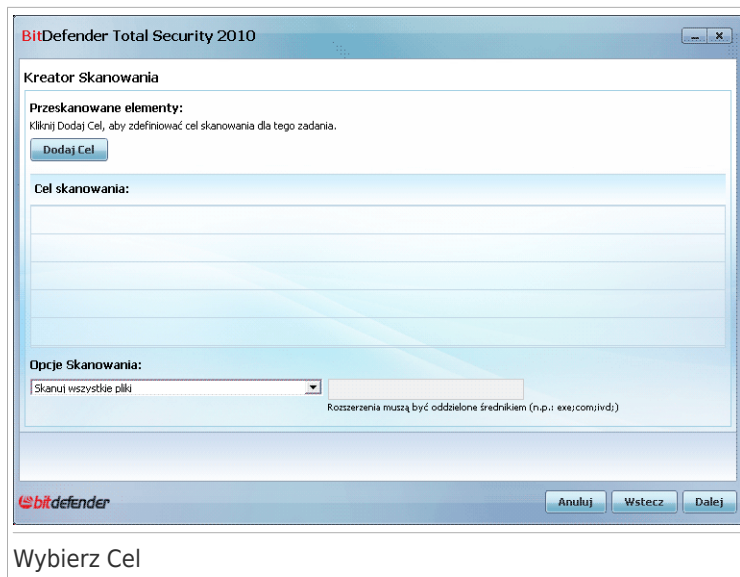 BitDefender Total Security 2010
Kreator Skanowania
Przeskanowane elementy:
Kliknij Dodaj Cel, aby zdefiniować cel skanowania dla tego zadania.
Dodaj Cel
Cel skanowania:
Opcje Skanowania:
Skanuj wszystkie pliki
Rozszerzenia muszą być oddzielone średnikiem (n.p.: exe;com;ivd;)
bitdefender
Anuluj Wstecz Dalej
Wybierz Cel